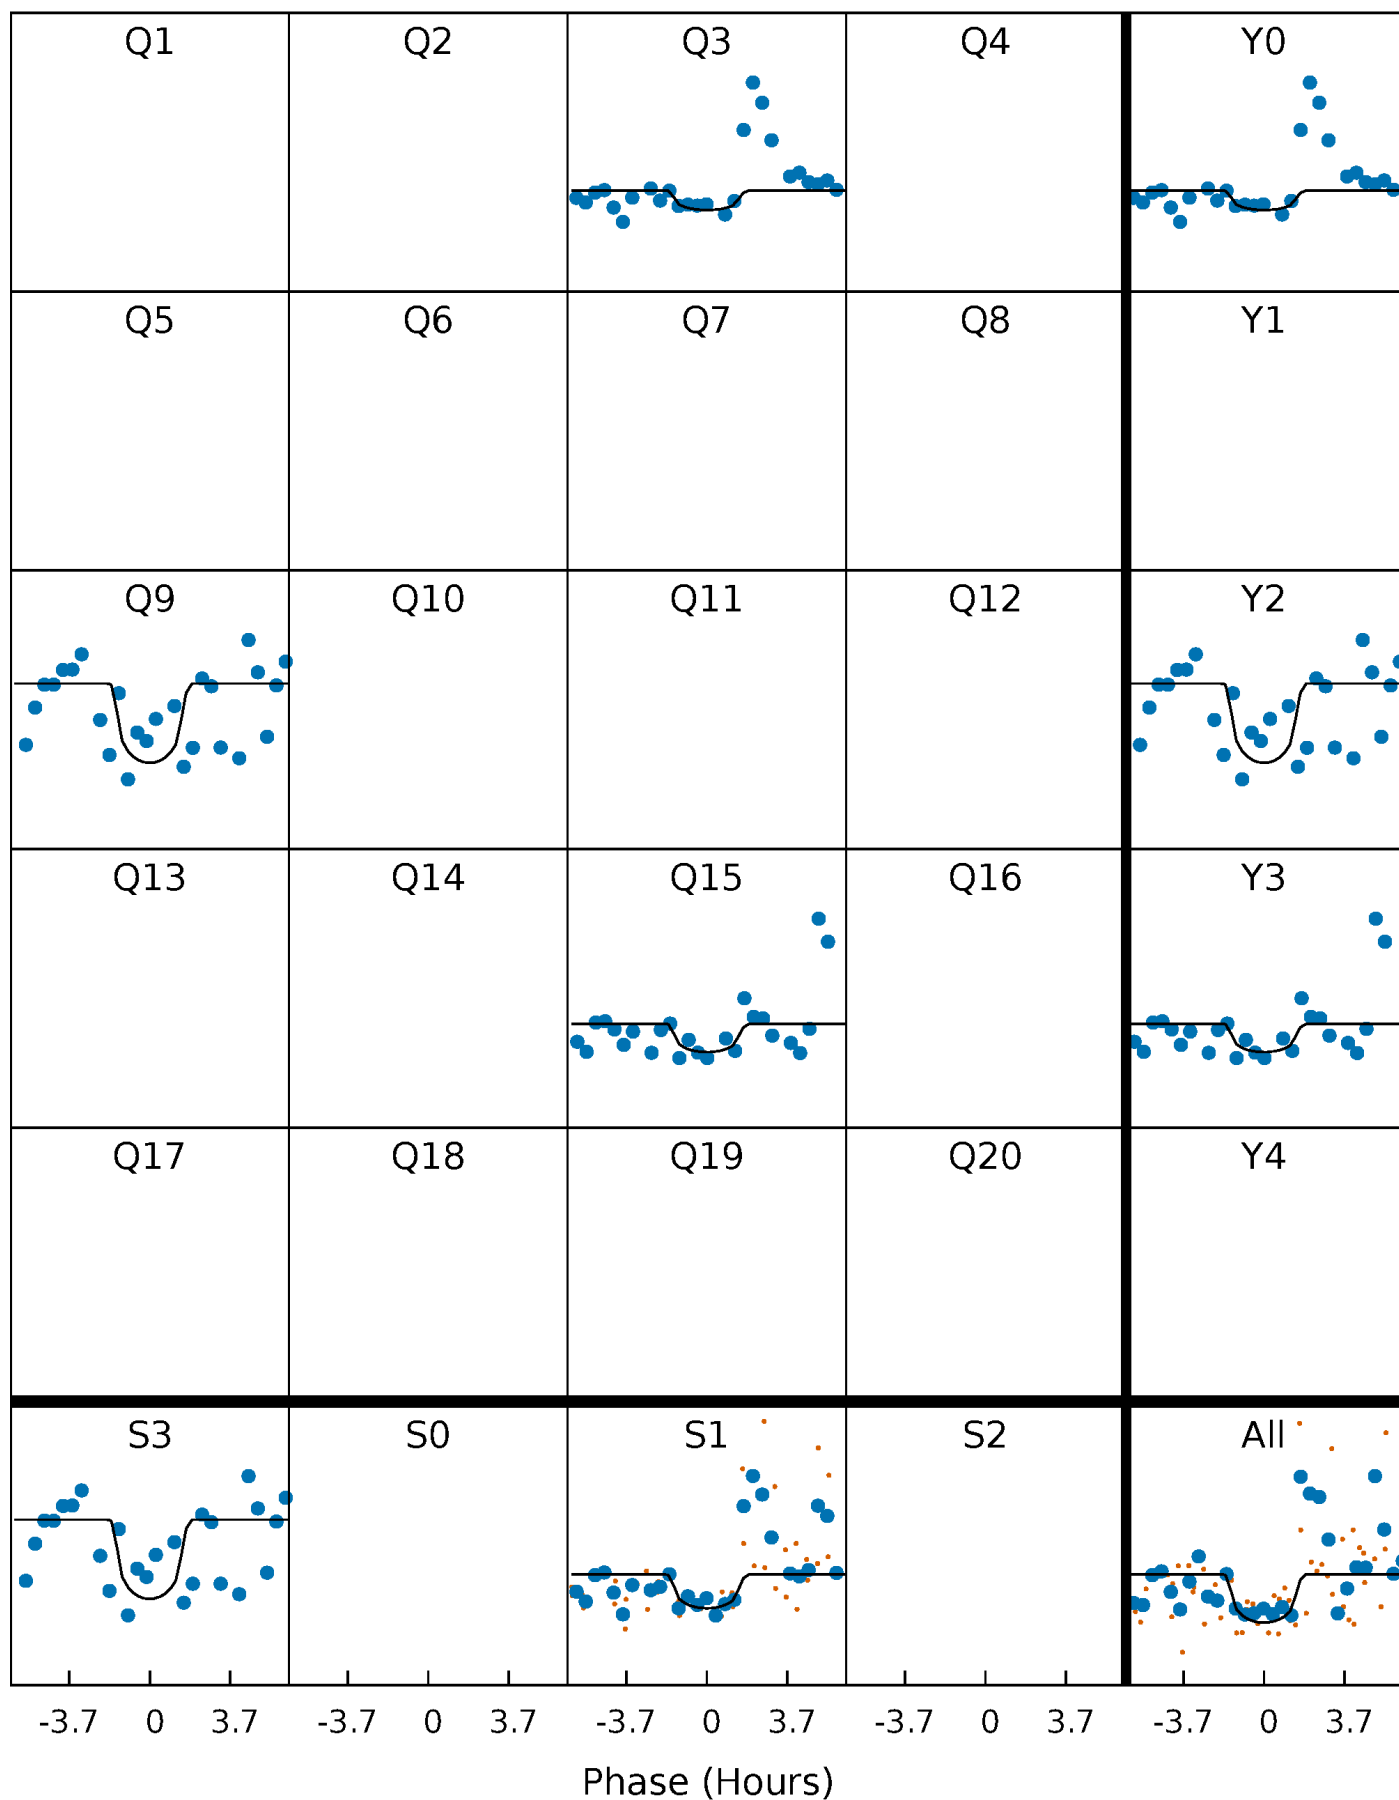 Q1 Q2 Q3 Q4 Y0
Q5 Q6 Q7 Q8 Y1
Q9 Q10 Q11 Q12 Y2
Q13 Q14 Q15 Q16 Y3
Q17 Q18 Q19 Q20 Y4
S3 S0 S1 S2 All
-3.7 0 3.7 -3.7 0 3.7 -3.7 0 3.7 -3.7 0 3.7 -3.7 0 3.7
Phase (Hours)